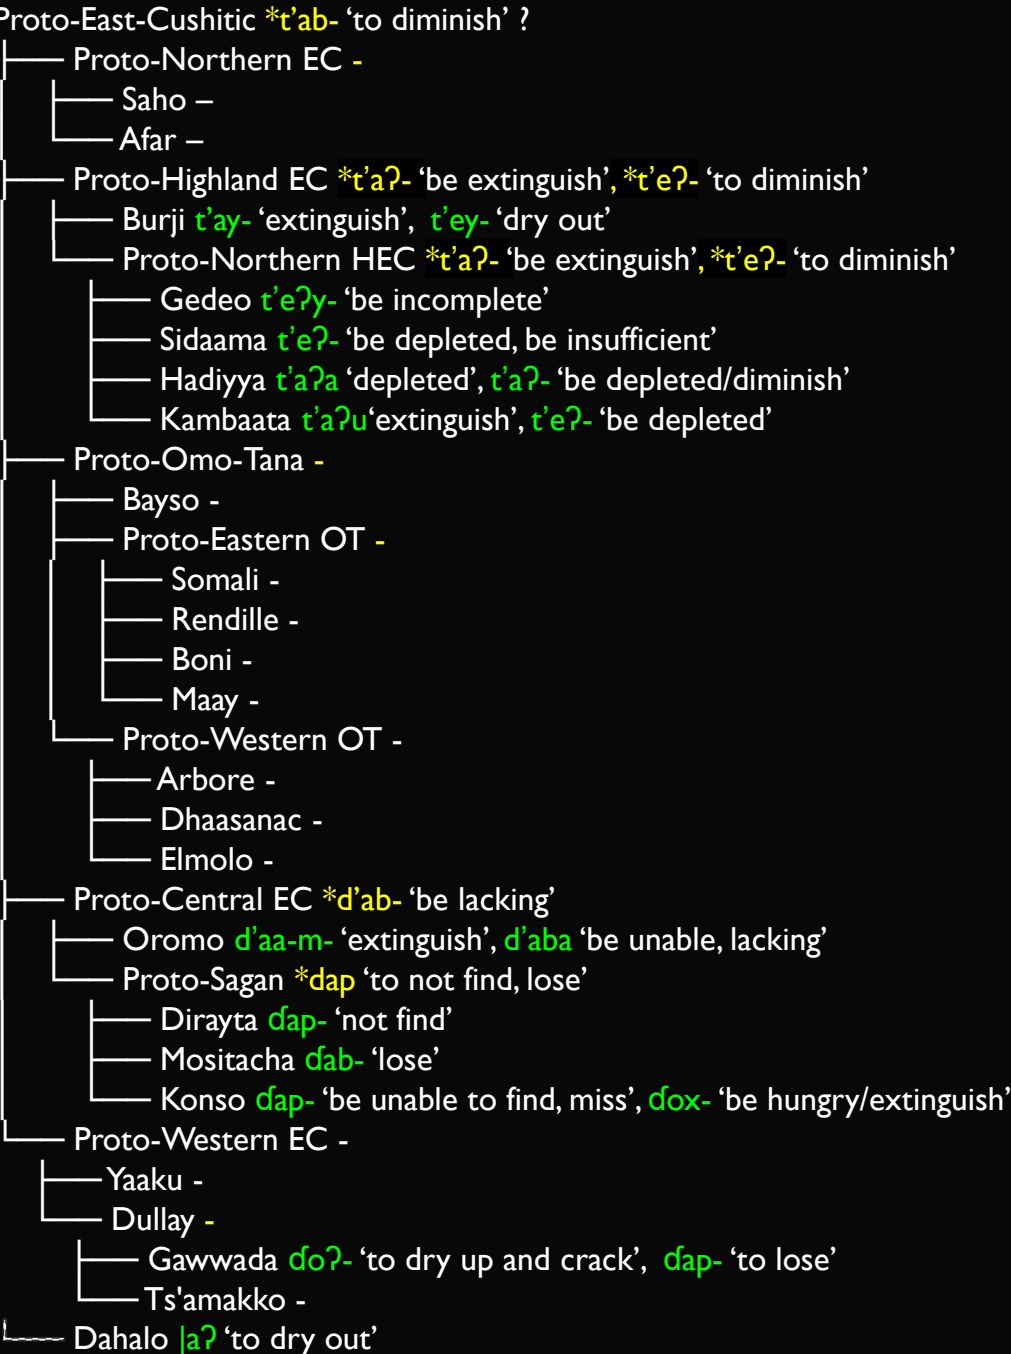 Proto-East-Cushitic *t’ab- ‘to diminish’ ?
Proto-Northern EC -
Saho –
Afar –
Proto-Highland EC *t’aʔ- ‘be extinguish’, *t’eʔ- ‘to diminish’
Burji t’ay- ‘extinguish’, t’ey- ‘dry out’
Proto-Northern HEC *t’aʔ- ‘be extinguish’, *t’eʔ- ‘to diminish’
Gedeo t’eʔy- ‘be incomplete’
Sidaama t’eʔ- ‘be depleted, be insufficient’
Hadiyya t’aʔa ‘depleted’, t’aʔ- ‘be depleted/diminish’
Kambaata t’aʔu‘extinguish’, t’eʔ- ‘be depleted’
Proto-Omo-Tana -
Bayso -
Proto-Eastern OT -
Somali -
Rendille -
Boni -
Maay -
Proto-Western OT -
Arbore -
Dhaasanac -
Elmolo -
Proto-Central EC *d’ab- ‘be lacking’
Oromo d’aa-m- ‘extinguish’, d’aba ‘be unable, lacking’
Proto-Sagan *dap ‘to not find, lose’
Dirayta ɗap- ‘not find’
Mositacha ɗab- ‘lose’
Konso ɗap- ‘be unable to find, miss’, ɗox- ‘be hungry/extinguish’
Proto-Western EC -
Yaaku -
Dullay -
Gawwada ɗoʔ- ‘to dry up and crack’, ɗap- ‘to lose’
Ts'amakko -
Dahalo |aʔ ‘to dry out’